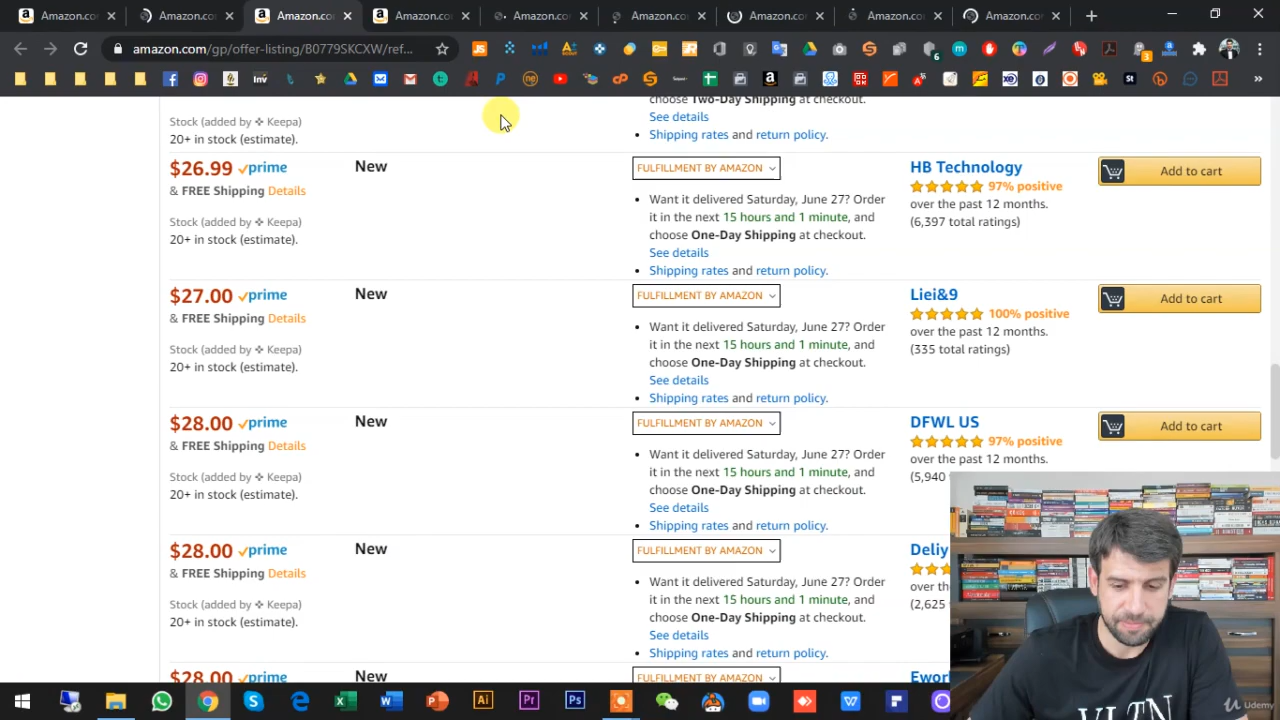 Amazon.co
Amazon.co
Amazon.co
Amazon.co
Amazon.co
Amazon.co
Amazon.co
Amazon.co
Amazon.co
amazon.com/gp/offer-listing/B0779SKCXW/ref...
choose Two-Day Shipping at checkout.
See details
Shipping rates and return policy.
Stock (added by Keepa)
20+ in stock (estimate).
$26.99 prime
& FREE Shipping Details
Stock (added by Keepa)
20+ in stock (estimate).
New
FULFILLMENT BY AMAZON
Want it delivered Saturday, June 27? Order
it in the next 15 hours and 1 minute, and
choose One-Day Shipping at checkout.
See details
Shipping rates and return policy.
HB Technology
97% positive
over the past 12 months.
(6,397 total ratings)
Add to cart
$27.00 prime
& FREE Shipping Details
Stock (added by Keepa)
20+ in stock (estimate).
New
FULFILLMENT BY AMAZON
Want it delivered Saturday, June 27? Order
it in the next 15 hours and 1 minute, and
choose One-Day Shipping at checkout.
See details
Shipping rates and return policy.
Liei&9
100% positive
over the past 12 months.
(335 total ratings)
Add to cart
$28.00 prime
& FREE Shipping Details
Stock (added by Keepa)
20+ in stock (estimate).
New
FULFILLMENT BY AMAZON
Want it delivered Saturday, June 27? Order
it in the next 15 hours and 1 minute, and
choose One-Day Shipping at checkout.
See details
Shipping rates and return policy.
DFWL US
97% positive
over the past 12 months.
(5,940
Add to cart
$28.00 prime
& FREE Shipping Details
Stock (added by Keepa)
20+ in stock (estimate).
New
FULFILLMENT BY AMAZON
Want it delivered Saturday, June 27? Order
it in the next 15 hours and 1 minute, and
choose One-Day Shipping at checkout.
See details
Shipping rates and return policy.
Deliy
over the
(2,625
$28.00 prime
New
FULFILLMENT BY AMAZON
Ewor
Udemy